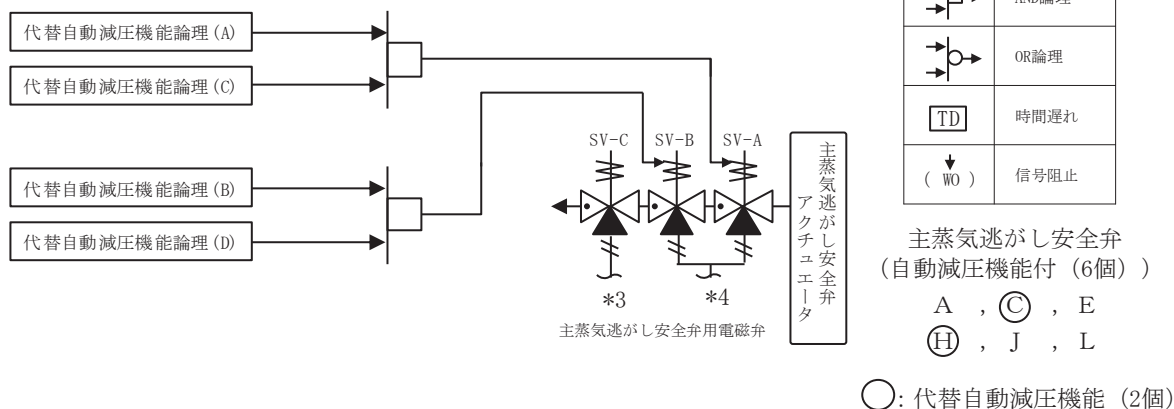 代替自動減圧機能論理(A)
代替自動減圧機能論理(C)
代替自動減圧機能論理(B)
代替自動減圧機能論理(D)
SV-C
SV-B
SV-A
主蒸気逃がし安全弁
アクチュエータ
*3
*4
主蒸気逃がし安全弁用電磁弁
AND論理
OR論理
TD
時間遅れ
( WO )
信号阻止
主蒸気逃がし安全弁
(自動減圧機能付 (6個))
A , C , E
H , J , L
: 代替自動減圧機能 (2個)